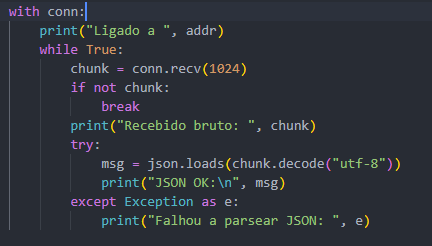 with conn:
    print("Ligado a ", addr)
    while True:
        chunk = conn.recv(1024)
        if not chunk:
            break
        print("Recebido bruto: ", chunk)
        try:
            msg = json.loads(chunk.decode("utf-8"))
            print("JSON OK:\n", msg)
        except Exception as e:
            print("Falhou a parsear JSON: ", e)